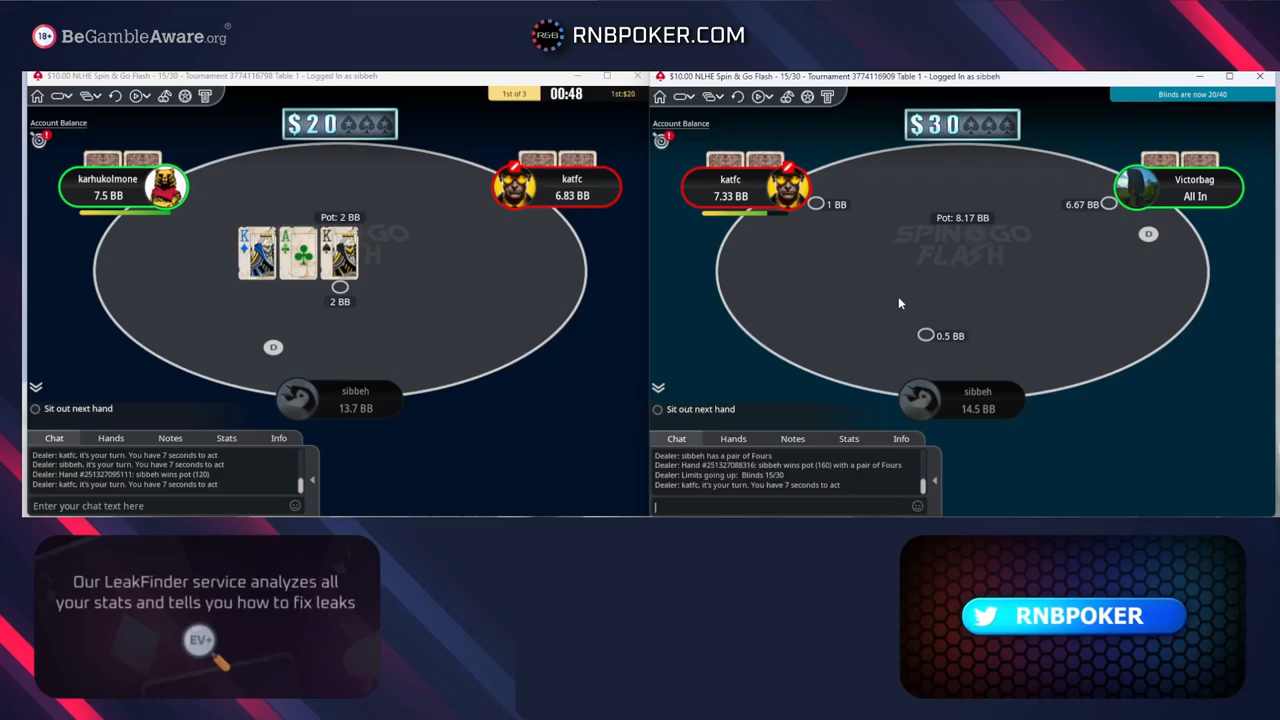 18+ BeGambleAware.org®
R&B RNBPOKER.COM
$10.00 NLHE Spin & Go Flash - 15/30 - Tournament 3774116798 Table 1 - Logged In as sibbeh
1st of 3 00:48 1st:$20
Account Balance
$20
karhukolmone
7.5 BB
katfc
6.83 BB
Pot: 2 BB
K A K
2 BB
D
sibbeh
13.7 BB
Sit out next hand
Chat Hands Notes Stats Info
Dealer: katfc, it's your turn. You have 7 seconds to act
Dealer: sibbeh, it's your turn. You have 7 seconds to act
Dealer: Hand #251327095111: sibbeh wins pot (120)
Dealer: katfc, it's your turn. You have 7 seconds to act
Enter your chat text here
$10.00 NLHE Spin & Go Flash - 15/30 - Tournament 3774116909 Table 1 - Logged In as sibbeh
Blinds are now 20/40
Account Balance
$30
katfc
7.33 BB
1 BB
Victorbag
All In
6.67 BB
Pot: 8.17 BB
SPIN & GO
FLASH
D
0.5 BB
sibbeh
14.5 BB
Sit out next hand
Chat Hands Notes Stats Info
Dealer: sibbeh has a pair of Fours
Dealer: Hand #251327088316: sibbeh wins pot (160) with a pair of Fours
Dealer: Limits going up: Blinds 15/30
Dealer: katfc, it's your turn. You have 7 seconds to act
Our LeakFinder service analyzes all
your stats and tells you how to fix leaks
EV+
RNBPOKER